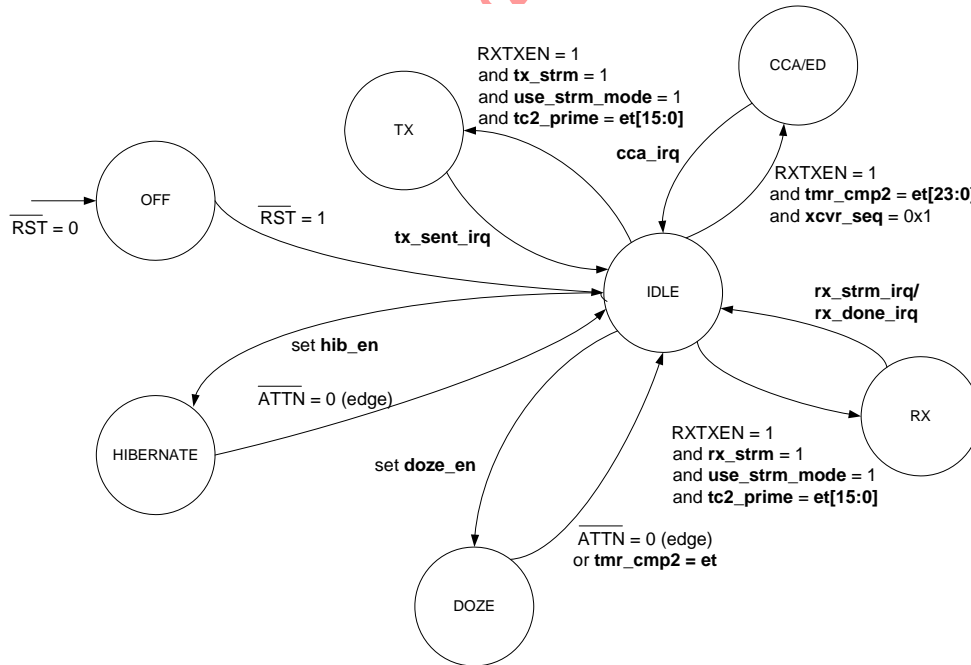 RXTXEN = 1
and tx_strm = 1
and use_strm_mode = 1
and tc2_prime = et[15:0]
CCA/ED
TX
cca_irq
RXTXEN = 1
and tmr_cmp2 = et[23:0]
and xcvr_seq = 0x1
OFF
RST = 0
RST = 1
tx_sent_irq
IDLE
rx_strm_irq/
rx_done_irq
set hib_en
ATTN = 0 (edge)
HIBERNATE
RX
RXTXEN = 1
and rx_strm = 1
and use_strm_mode = 1
and tc2_prime = et[15:0]
set doze_en
ATTN = 0 (edge)
or tmr_cmp2 = et
DOZE